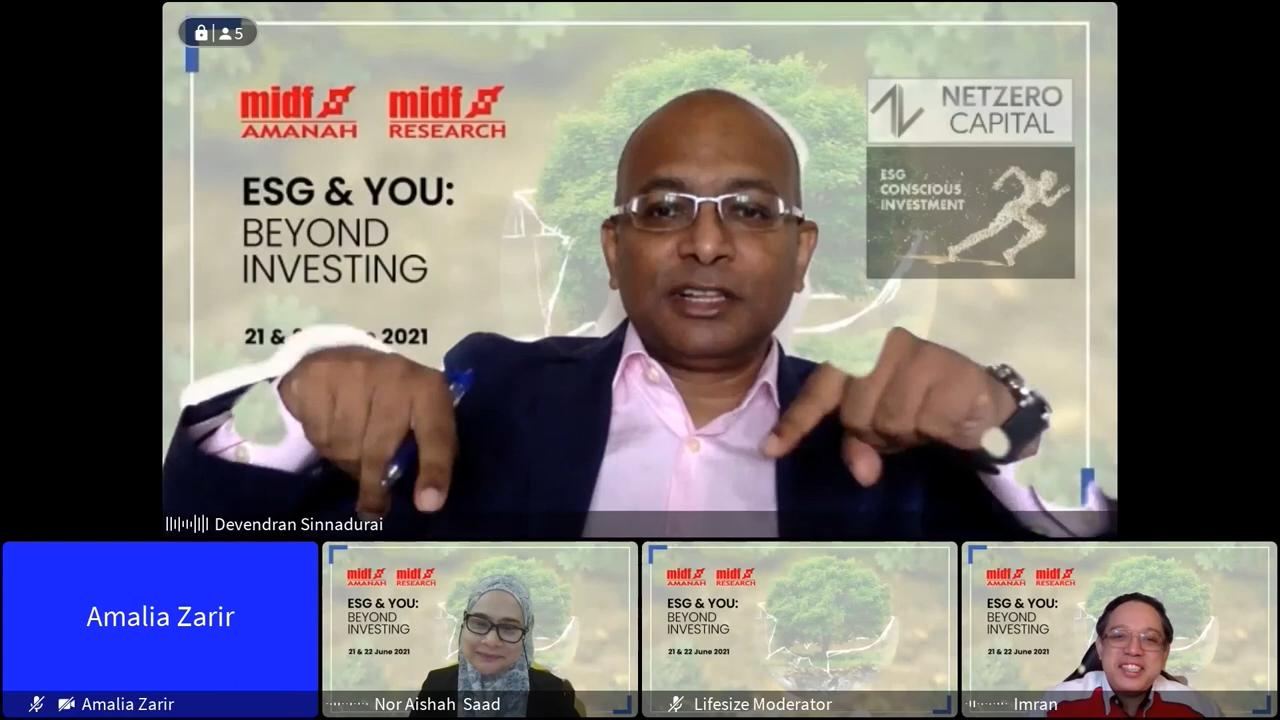 5
midf midf
AMANAH RESEARCH
ESG & YOU:
BEYOND
INVESTING
21 & 2 2021
NETZERO
CAPITAL
ESG
CONSCIOUS
INVESTMENT
Devendran Sinnadurai
Amalia Zarir
Amalia Zarir
midf midf
AMANAH RESEARCH
ESG & YOU:
BEYOND
INVESTING
21 & 22 June 2021
Nor Aishah Saad
midf midf
AMANAH RESEARCH
ESG & YOU:
BEYOND
INVESTING
21 & 22 June 2021
Lifesize Moderator
midf midf
AMANAH RESEARCH
ESG & YOU:
BEYOND
INVESTING
21 & 22 June 2021
Imran